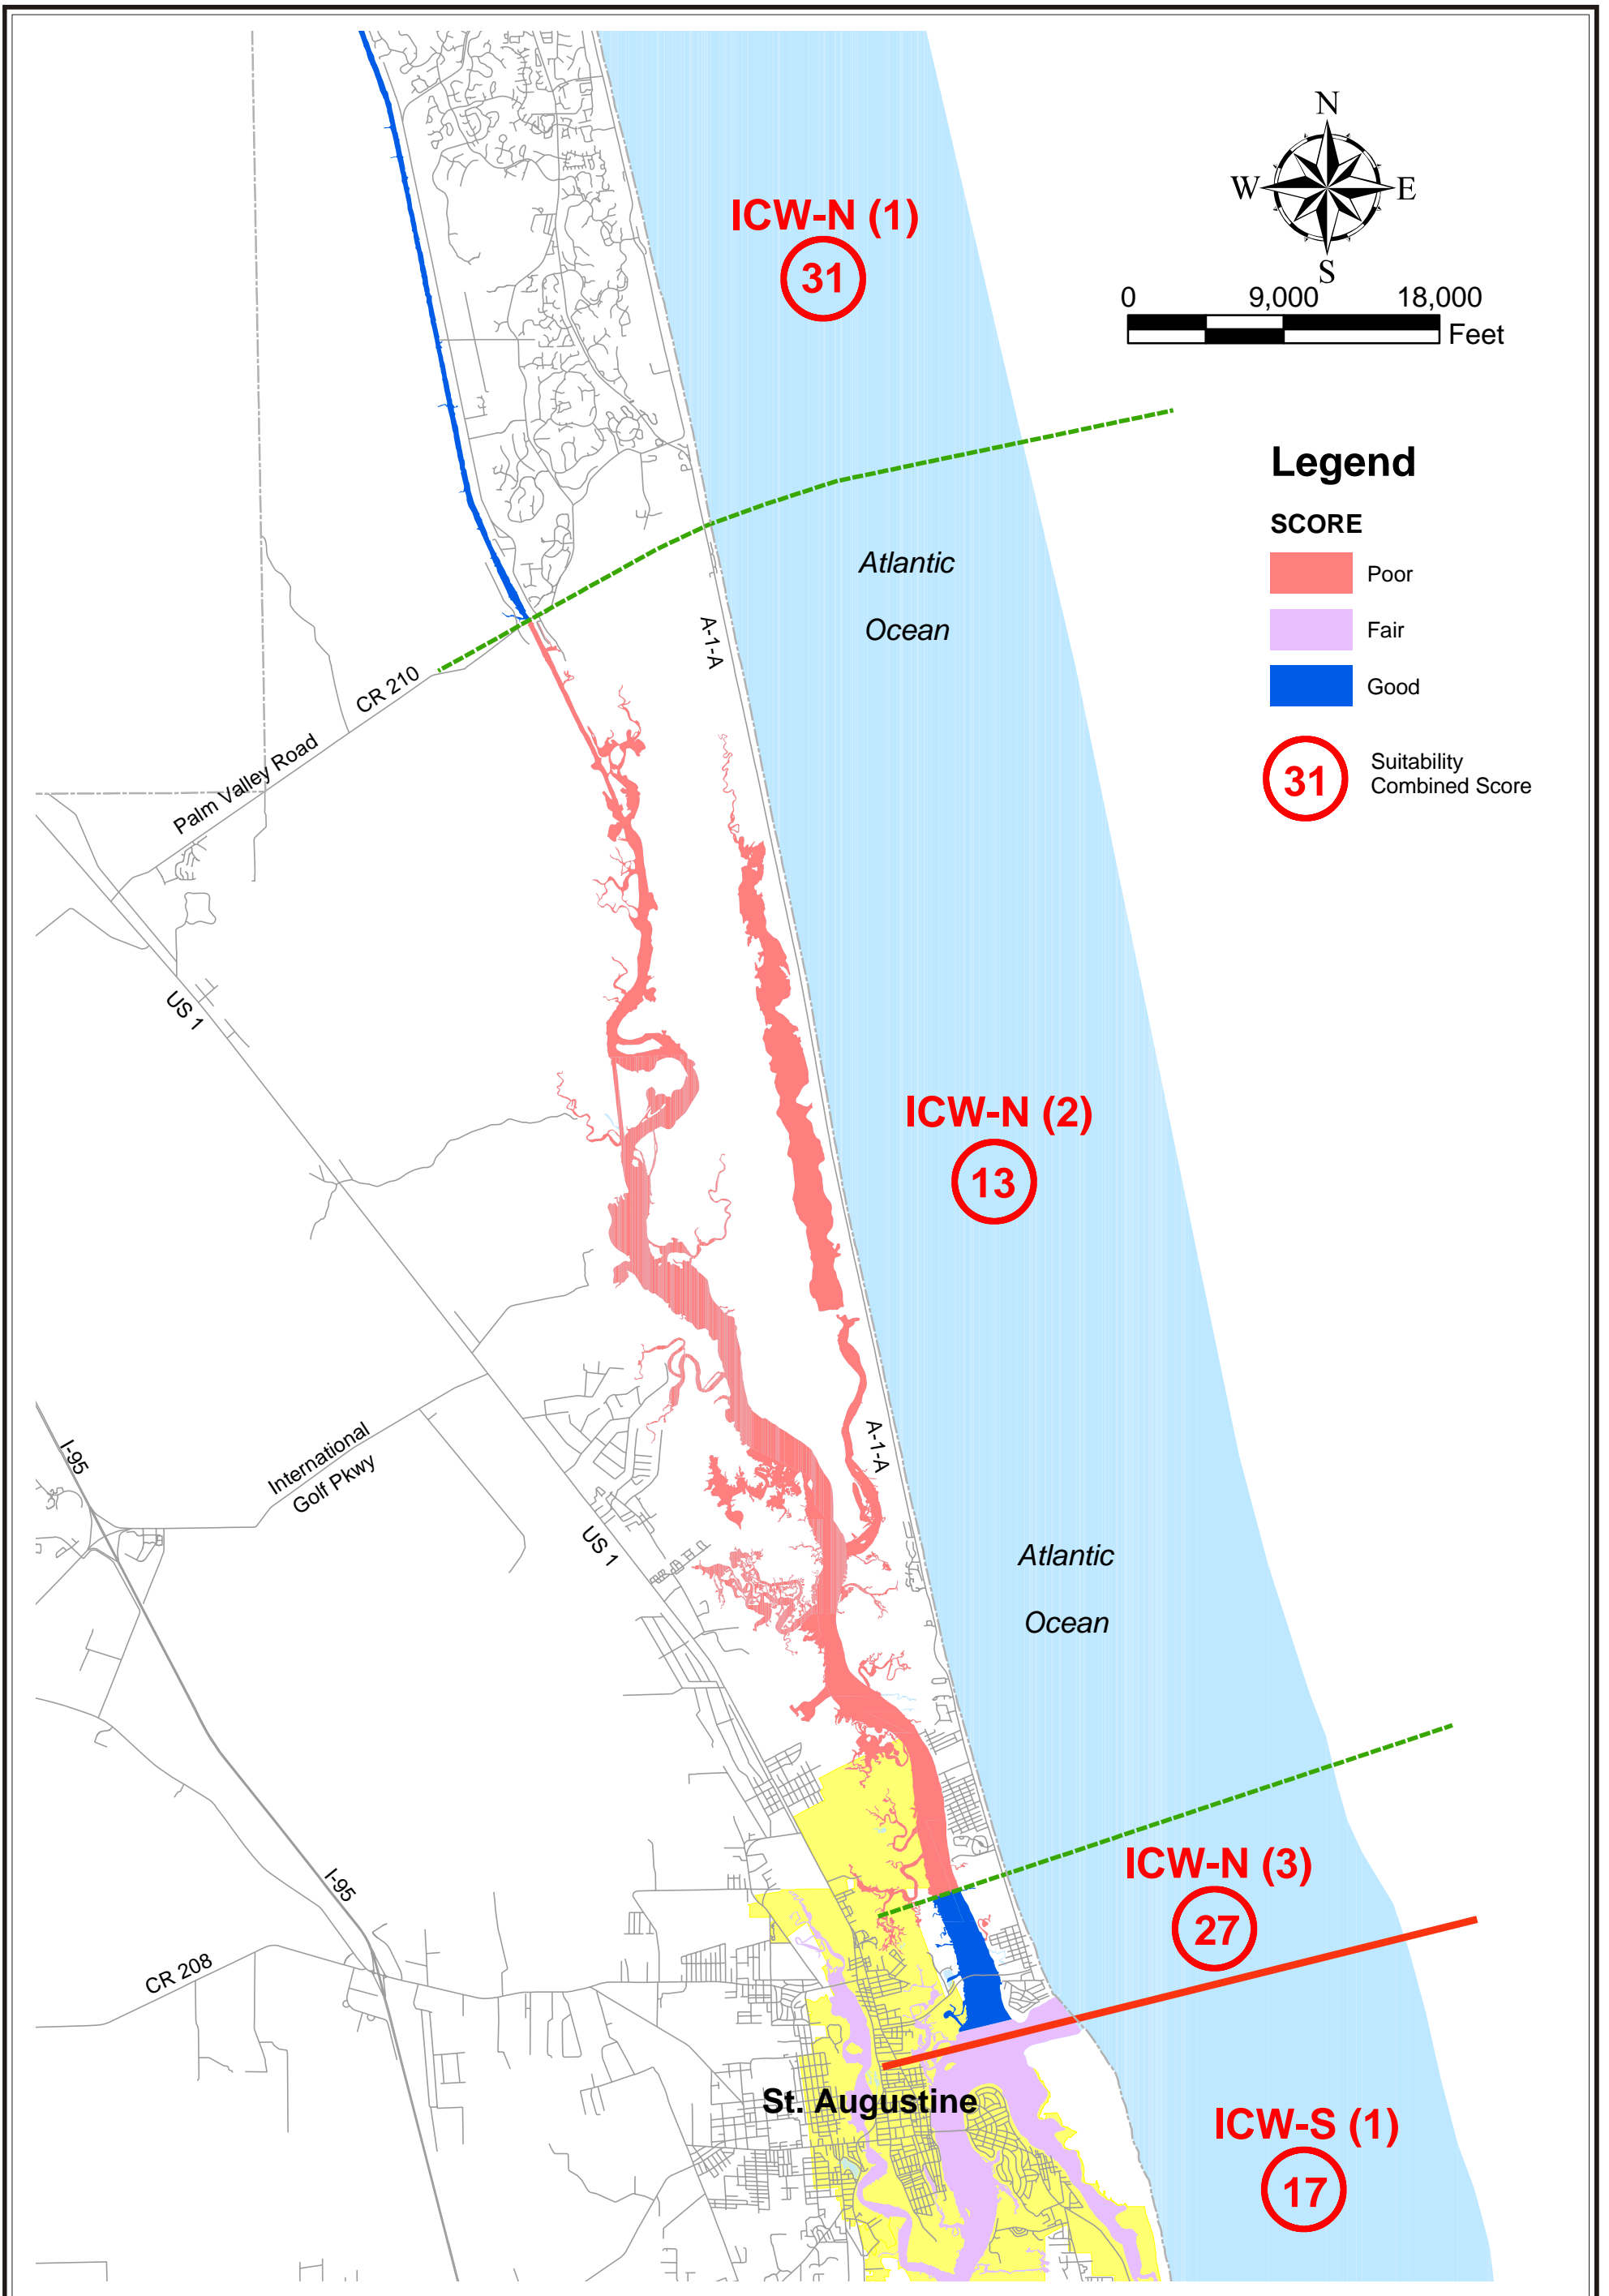 N
W
E
S
0 9,000 18,000
Feet
ICW-N (1)
31
Legend
SCORE
Poor
Fair
Good
31
Suitability
Combined Score
Atlantic
Ocean
A-1-A
CR 210
Palm Valley Road
US 1
ICW-N (2)
13
I-95
International
Golf Pkwy
A-1-A
US 1
Atlantic
Ocean
ICW-N (3)
27
I-95
CR 208
St. Augustine
ICW-S (1)
17